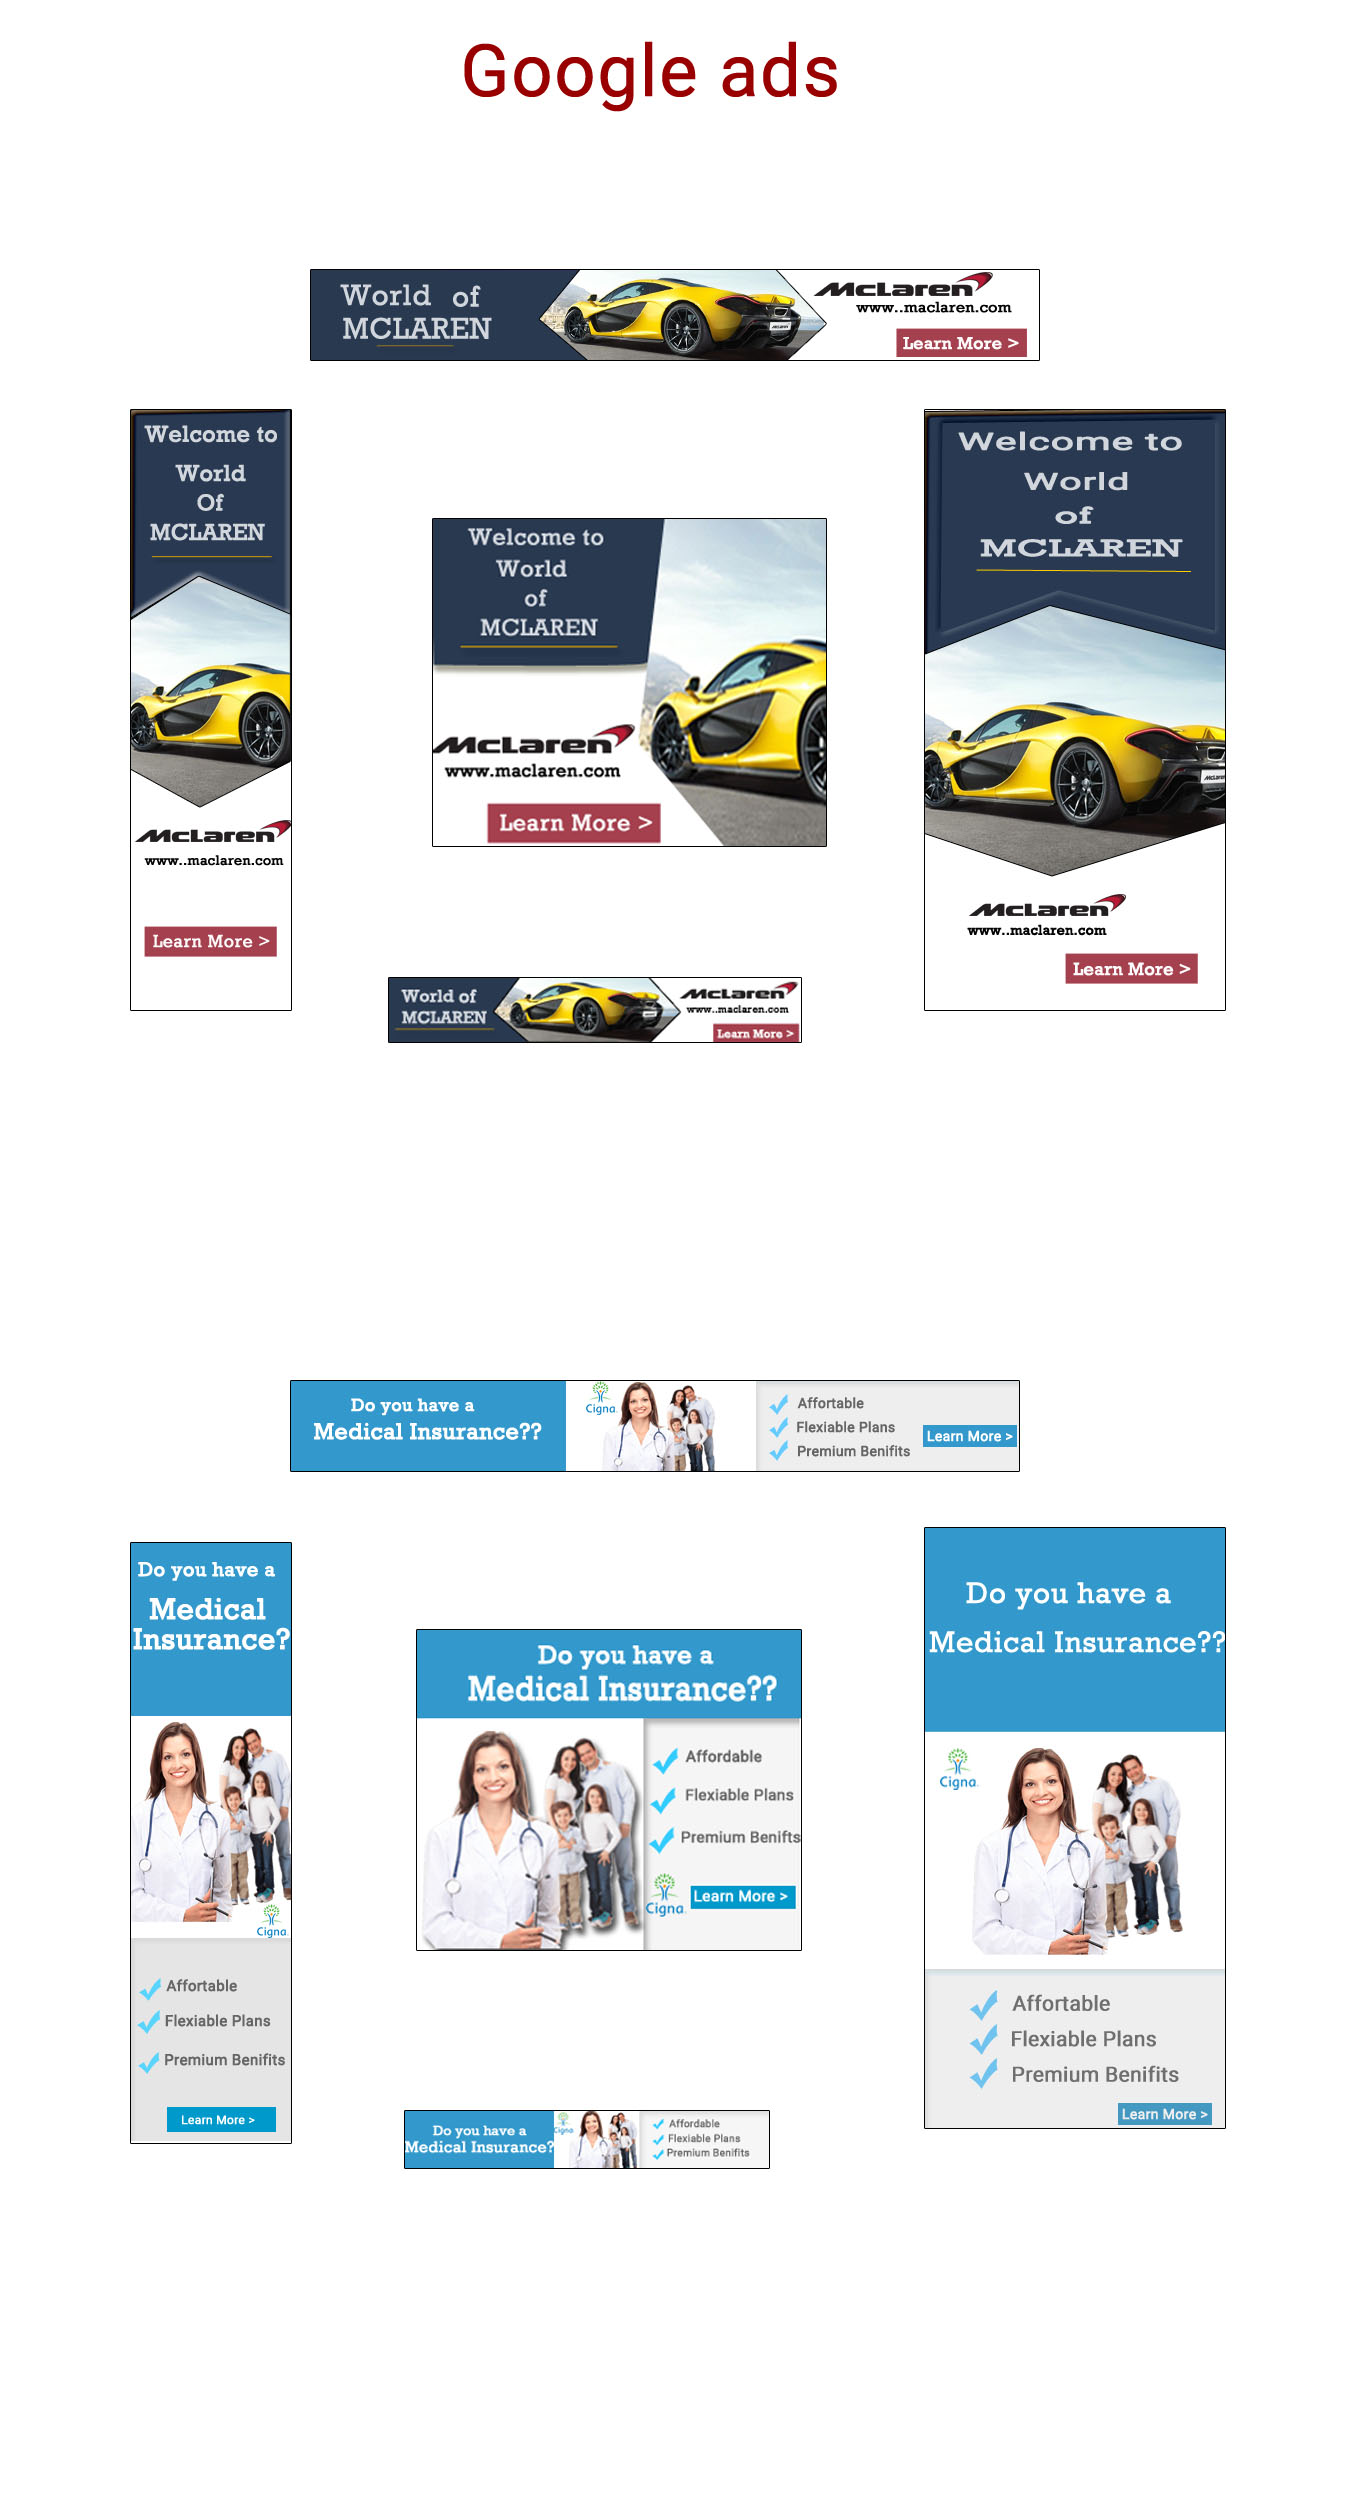 Google ads
World of
MCLAREN
McLaren
www..maclaren.com
Learn More >
Welcome to
World
Of
MCLAREN
McLaren
www..maclaren.com
Learn More >
Welcome to
World
of
MCLAREN
McLaren
www.maclaren.com
Learn More >
Welcome to
World
of
MCLAREN
McLaren
www..maclaren.com
Learn More >
World of
MCLAREN
McLaren
www..maclaren.com
Learn More >
Do you have a
Medical Insurance??
Cigna
Affortable
Flexiable Plans
Premium Benifits
Learn More >
Do you have a
Medical
Insurance?
Cigna
Affortable
Flexiable Plans
Premium Benifits
Learn More >
Do you have a
Medical Insurance??
Affordable
Flexiable Plans
Premium Benifts
Cigna
Learn More >
Do you have a
Medical Insurance??
Cigna
Affortable
Flexiable Plans
Premium Benifits
Learn More >
Do you have a
Medical Insurance?
Cigna
Affordable
Flexiable Plans
Premium Benifits